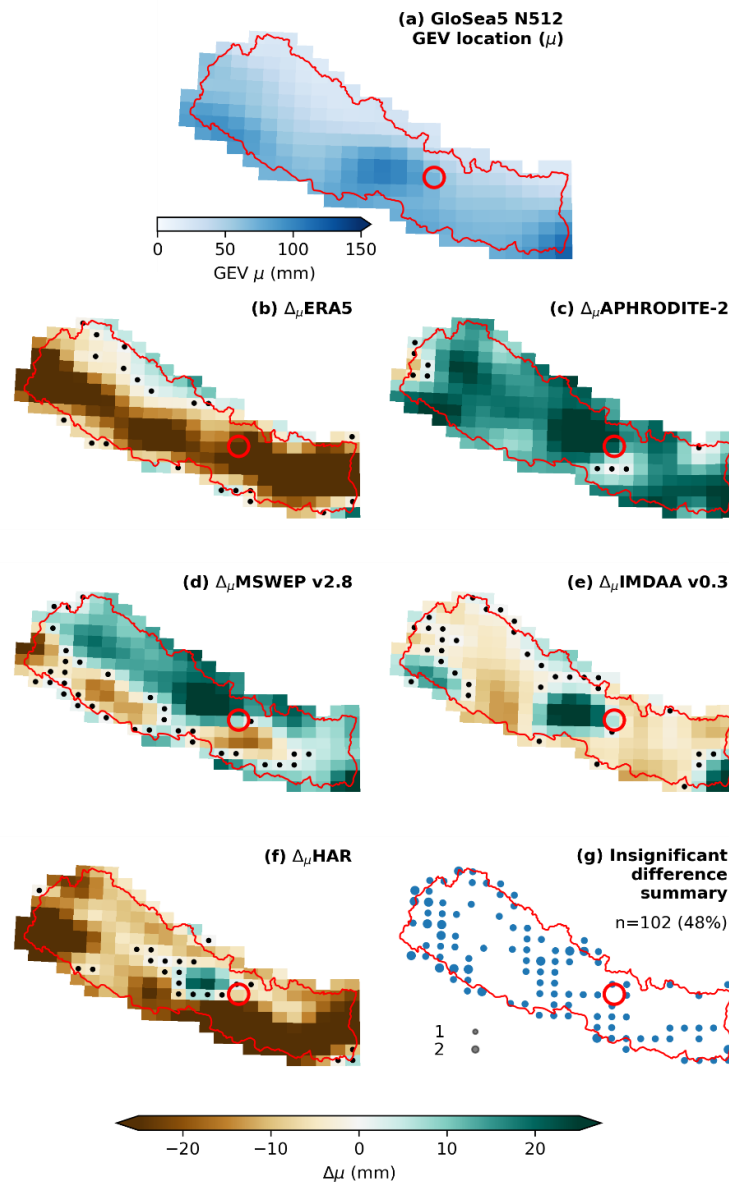 (a) GloSea5 N512
GEV location (μ)
0 50 100 150
GEV μ (mm)
(b) ΔμERA5
(c) ΔμAPHRODITE-2
(d) ΔμMSWEP v2.8
(e) ΔμIMDAA v0.3
(f) ΔμHAR
(g) Insignificant
difference
summary
n=102 (48%)
1
2
−20 −10 0 10 20
Δμ (mm)